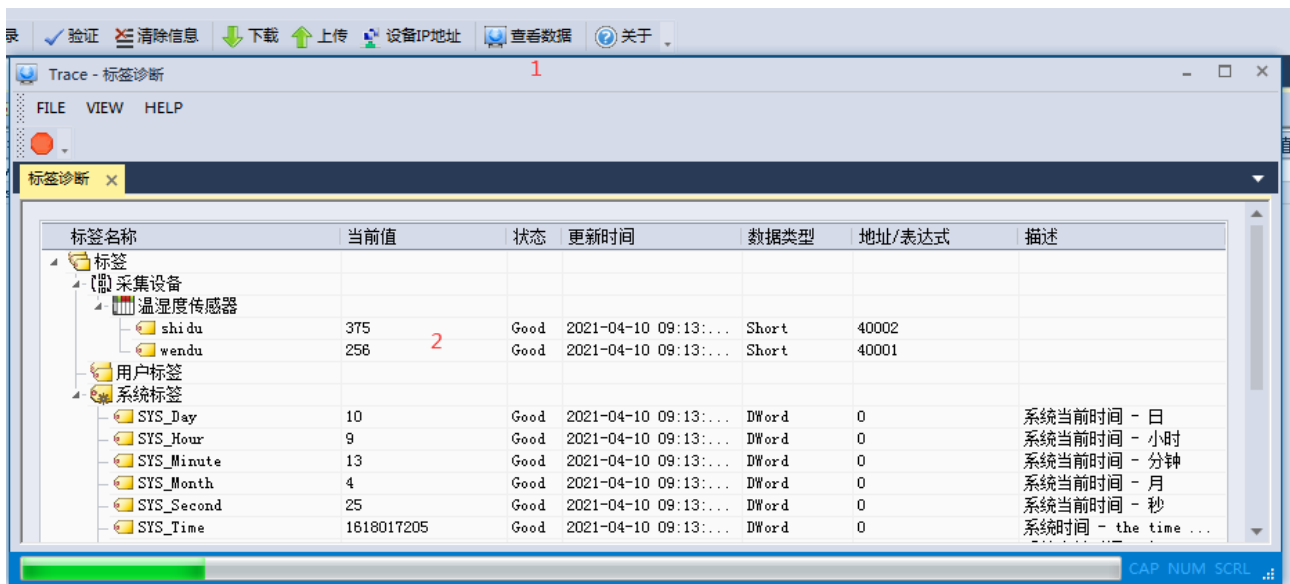 录 验证 清除信息 下载 上传 设备IP地址 查看数据 关于
Trace - 标签诊断 1
FILE VIEW HELP
标签诊断
标签名称 当前值 状态 更新时间 数据类型 地址/表达式 描述
标签
采集设备
温湿度传感器
shidu 375 Good 2021-04-10 09:13:... Short 40002
wendu 256 2 Good 2021-04-10 09:13:... Short 40001
用户标签
系统标签
SYS_Day 10 Good 2021-04-10 09:13:... DWord 0 系统当前时间 - 日
SYS_Hour 9 Good 2021-04-10 09:13:... DWord 0 系统当前时间 - 小时
SYS_Minute 13 Good 2021-04-10 09:13:... DWord 0 系统当前时间 - 分钟
SYS_Month 4 Good 2021-04-10 09:13:... DWord 0 系统当前时间 - 月
SYS_Second 25 Good 2021-04-10 09:13:... DWord 0 系统当前时间 - 秒
SYS_Time 1618017205 Good 2021-04-10 09:13:... DWord 0 系统时间 - the time ...
CAP NUM SCRL